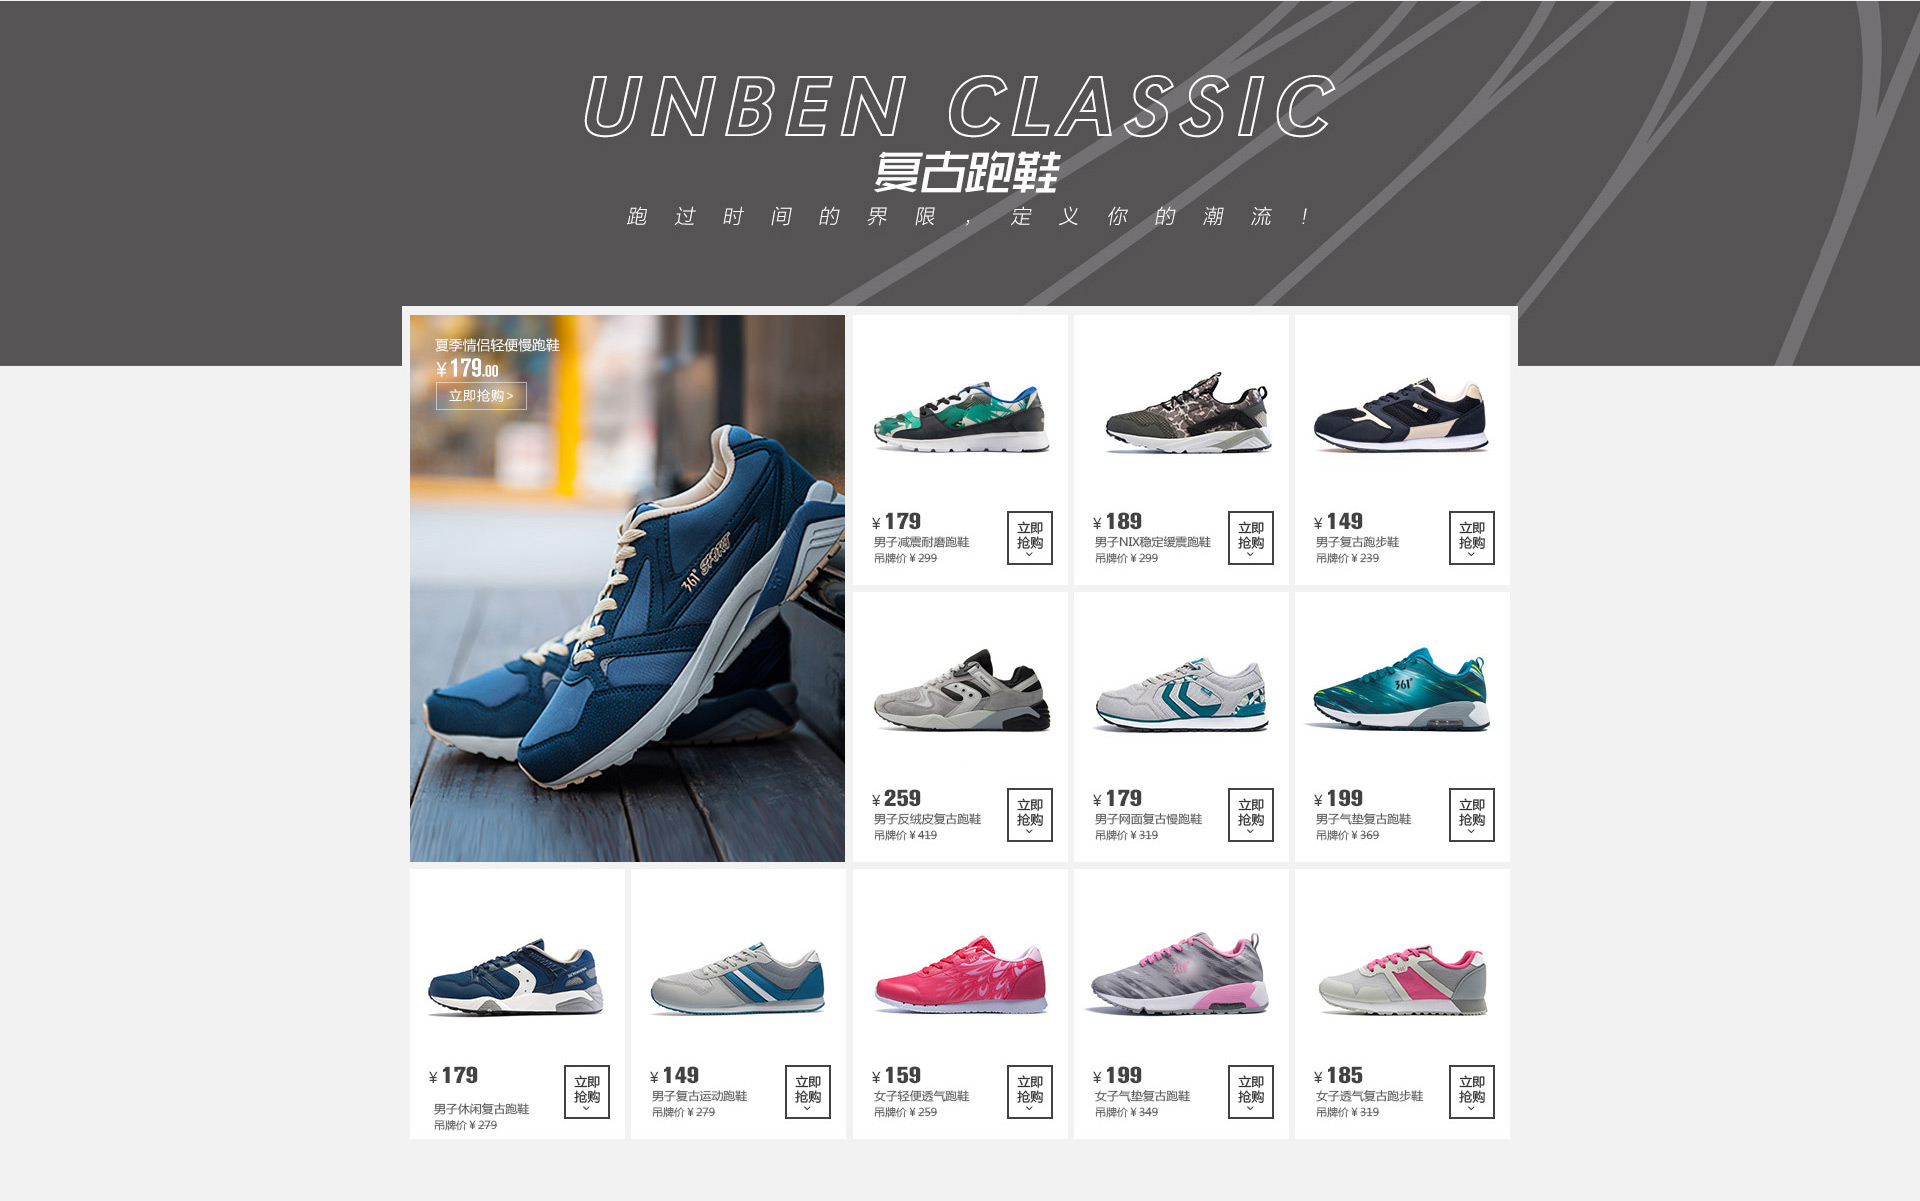 UNBEN CLASSIC
复古跑鞋
跑过时间的界限，定义你的潮流！
夏季情侣轻便慢跑鞋
¥179.00
立即抢购>
361° SPORT
¥ 179
男子减震耐磨跑鞋
吊牌价 ¥ 299
立即
抢购
¥ 189
男子NIX稳定缓震跑鞋
吊牌价 ¥ 299
立即
抢购
¥ 149
男子复古跑步鞋
吊牌价 ¥ 239
立即
抢购
¥ 259
男子反绒皮复古跑鞋
吊牌价 ¥ 419
立即
抢购
¥ 179
男子网面复古慢跑鞋
吊牌价 ¥ 319
立即
抢购
361°
¥ 199
男子气垫复古跑鞋
吊牌价 ¥ 369
立即
抢购
¥ 179
男子休闲复古跑鞋
吊牌价 ¥ 279
立即
抢购
¥ 149
男子复古运动跑鞋
吊牌价 ¥ 279
立即
抢购
¥ 159
女子轻便透气跑鞋
吊牌价 ¥ 259
立即
抢购
361°
¥ 199
女子气垫复古跑鞋
吊牌价 ¥ 349
立即
抢购
¥ 185
女子透气复古跑步鞋
吊牌价 ¥ 319
立即
抢购